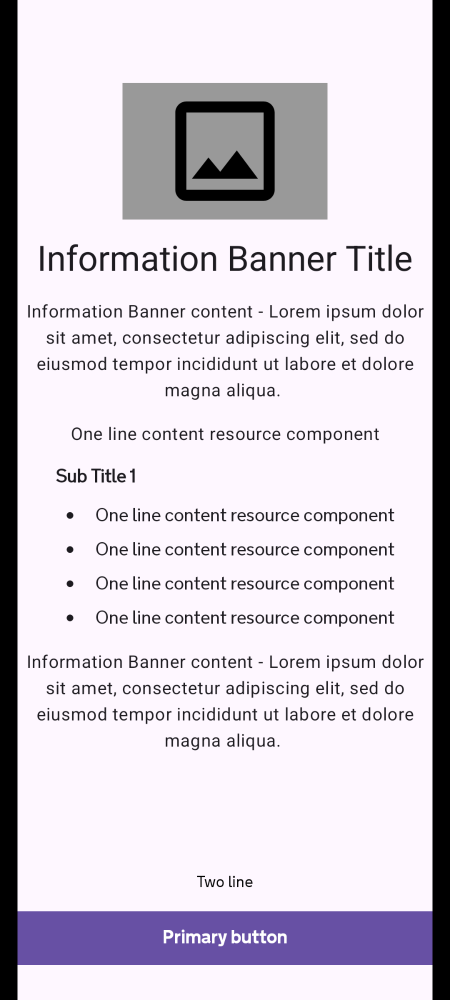 Information Banner Title
Information Banner content - Lorem ipsum dolor
sit amet, consectetur adipiscing elit, sed do
eiusmod tempor incididunt ut labore et dolore
magna aliqua.
One line content resource component
Sub Title 1
• One line content resource component
• One line content resource component
• One line content resource component
• One line content resource component
Information Banner content - Lorem ipsum dolor
sit amet, consectetur adipiscing elit, sed do
eiusmod tempor incididunt ut labore et dolore
magna aliqua.
Two line
Primary button